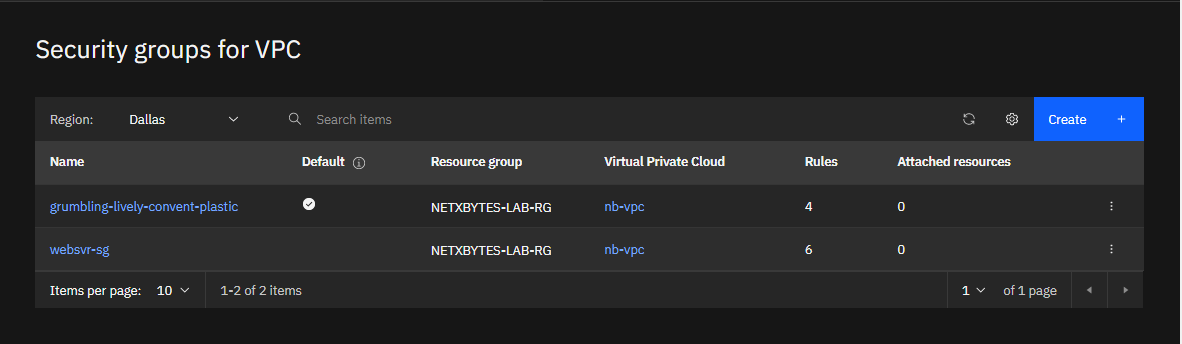 Security groups for VPC
Region: Dallas Search items Create +
Name Default Resource group Virtual Private Cloud Rules Attached resources
grumbling-lively-convent-plastic NETXBYTES-LAB-RG nb-vpc 4 0
websvr-sg NETXBYTES-LAB-RG nb-vpc 6 0
Items per page: 10 1-2 of 2 items 1 of 1 page